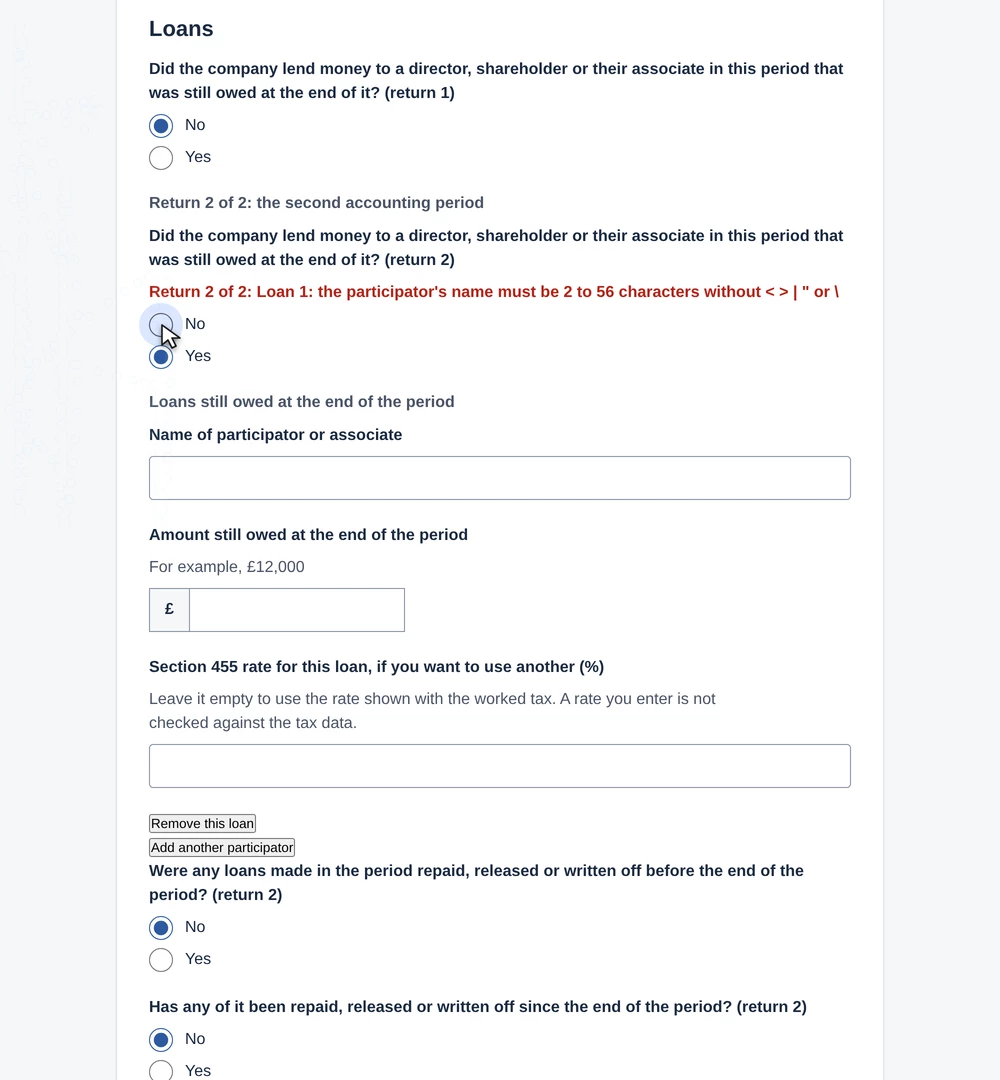 Loans
Did the company lend money to a director, shareholder or their associate in this period that
was still owed at the end of it? (return 1)
No
Yes
Return 2 of 2: the second accounting period
Did the company lend money to a director, shareholder or their associate in this period that
was still owed at the end of it? (return 2)
Return 2 of 2: Loan 1: the participator's name must be 2 to 56 characters without < > | " or \
No
Yes
Loans still owed at the end of the period
Name of participator or associate
Amount still owed at the end of the period
For example, £12,000
£
Section 455 rate for this loan, if you want to use another (%)
Leave it empty to use the rate shown with the worked tax. A rate you enter is not
checked against the tax data.
Remove this loan
Add another participator
Were any loans made in the period repaid, released or written off before the end of the
period? (return 2)
No
Yes
Has any of it been repaid, released or written off since the end of the period? (return 2)
No
Yes